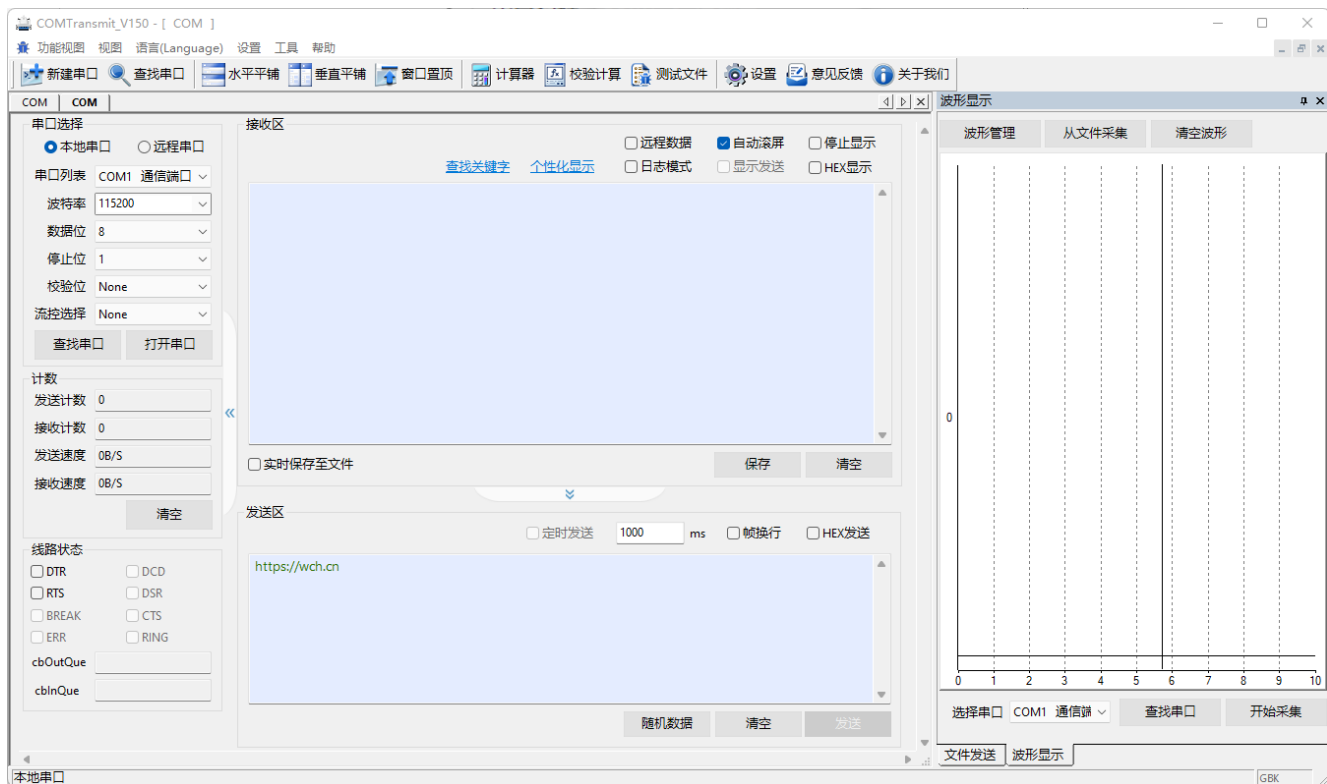 COMTransmit_V150 - [ COM ]
功能视图 视图 语言(Language) 设置 工具 帮助
新建串口 查找串口 水平平铺 垂直平铺 窗口置顶 计算器 校验计算 测试文件 设置 意见反馈 关于我们
COM COM
串口选择
本地串口 远程串口
串口列表 COM1 通信端口
波特率 115200
数据位 8
停止位 1
校验位 None
流控选择 None
查找串口 打开串口
计数
发送计数 0
接收计数 0
发送速度 0B/S
接收速度 0B/S
清空
线路状态
DTR DCD
RTS DSR
BREAK CTS
ERR RING
cbOutQue
cbInQue
接收区
远程数据 自动滚屏 停止显示
查找关键字 个性化显示 日志模式 显示发送 HEX显示
实时保存至文件 保存 清空
发送区
定时发送 1000 ms 帧换行 HEX发送
https://wch.cn
随机数据 清空 发送
波形显示
波形管理 从文件采集 清空波形
0
0 1 2 3 4 5 6 7 8 9 10
选择串口 COM1 通信端 查找串口 开始采集
文件发送 波形显示
本地串口 GBK